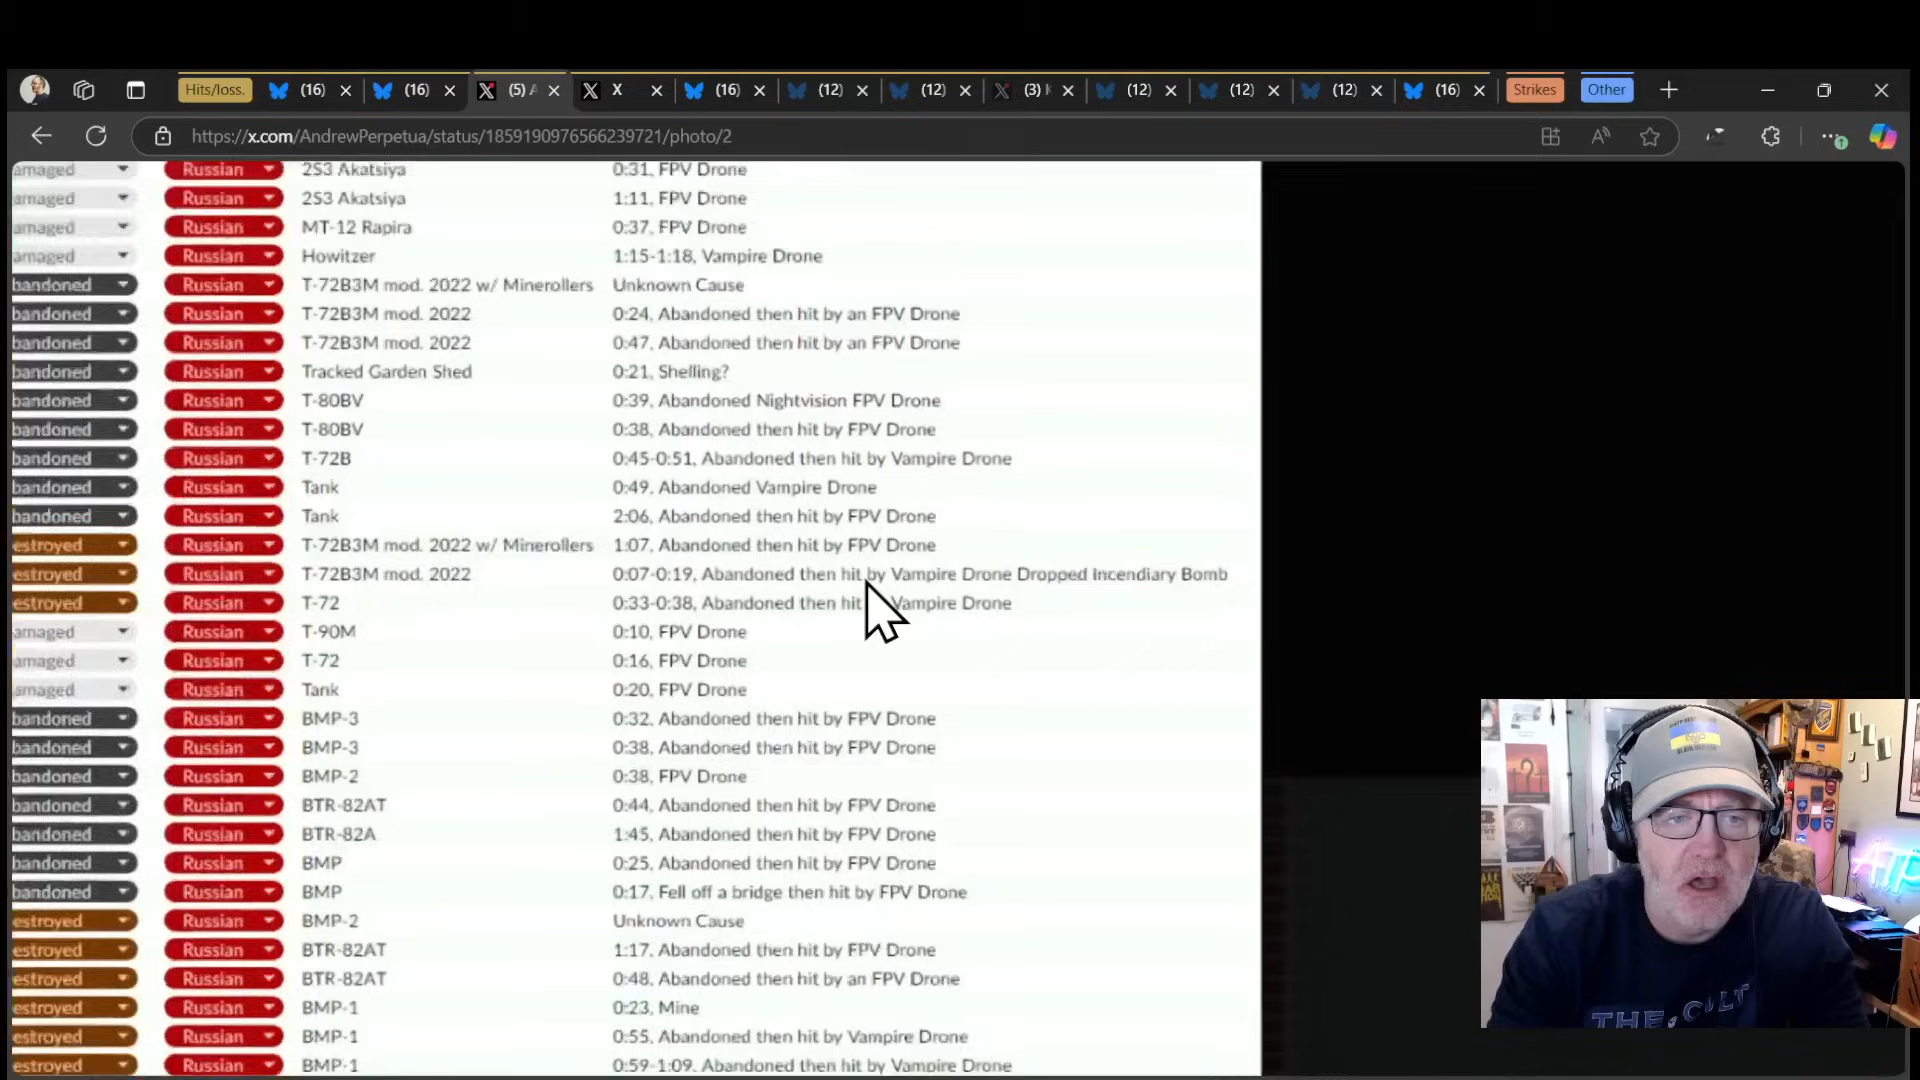 Hits/loss. (16) (16) (5) A X (16) (12) (12) (3) (12) (12) (12) (16) Strikes Other
https://x.com/AndrewPerpetua/status/1859190976566239721/photo/2
amaged Russian 2S3 Akatsiya 0:31, FPV Drone
amaged Russian 2S3 Akatsiya 1:11, FPV Drone
amaged Russian MT-12 Rapira 0:37, FPV Drone
amaged Russian Howitzer 1:15-1:18, Vampire Drone
bandoned Russian T-72B3M mod. 2022 w/ Minerollers Unknown Cause
bandoned Russian T-72B3M mod. 2022 0:24, Abandoned then hit by an FPV Drone
bandoned Russian T-72B3M mod. 2022 0:47, Abandoned then hit by an FPV Drone
bandoned Russian Tracked Garden Shed 0:21, Shelling?
bandoned Russian T-80BV 0:39, Abandoned Nightvision FPV Drone
bandoned Russian T-80BV 0:38, Abandoned then hit by FPV Drone
bandoned Russian T-72B 0:45-0:51, Abandoned then hit by Vampire Drone
bandoned Russian Tank 0:49, Abandoned Vampire Drone
bandoned Russian Tank 2:06, Abandoned then hit by FPV Drone
estroyed Russian T-72B3M mod. 2022 w/ Minerollers 1:07, Abandoned then hit by FPV Drone
estroyed Russian T-72B3M mod. 2022 0:07-0:19, Abandoned then hit by Vampire Drone Dropped Incendiary Bomb
estroyed Russian T-72 0:33-0:38, Abandoned then hit Vampire Drone
amaged Russian T-90M 0:10, FPV Drone
amaged Russian T-72 0:16, FPV Drone
amaged Russian Tank 0:20, FPV Drone
bandoned Russian BMP-3 0:32, Abandoned then hit by FPV Drone
bandoned Russian BMP-3 0:38, Abandoned then hit by FPV Drone
bandoned Russian BMP-2 0:38, FPV Drone
bandoned Russian BTR-82AT 0:44, Abandoned then hit by FPV Drone
bandoned Russian BTR-82A 1:45, Abandoned then hit by FPV Drone
bandoned Russian BMP 0:25, Abandoned then hit by FPV Drone
bandoned Russian BMP 0:17, Fell off a bridge then hit by FPV Drone
estroyed Russian BMP-2 Unknown Cause
estroyed Russian BTR-82AT 1:17, Abandoned then hit by FPV Drone
estroyed Russian BTR-82AT 0:48, Abandoned then hit by an FPV Drone
estroyed Russian BMP-1 0:23, Mine
estroyed Russian BMP-1 0:55, Abandoned then hit by Vampire Drone
estroyed Russian BMP-1 0:59-1:09, Abandoned then hit by Vampire Drone
ATP
THE CULT